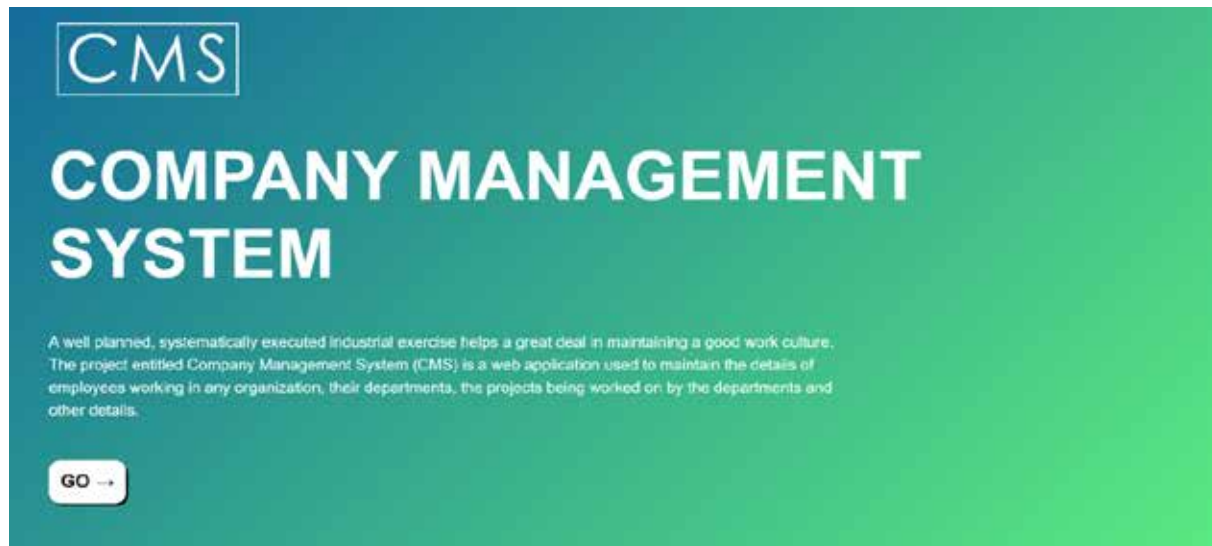 CMS
COMPANY MANAGEMENT
SYSTEM
A well planned, systematically executed industrial exercise helps a great deal in maintaining a good work culture.
The project entitled Company Management System (CMS) is a web application used to maintain the details of
employees working in any organization, their departments, the projects being worked on by the departments and
other details.
GO →